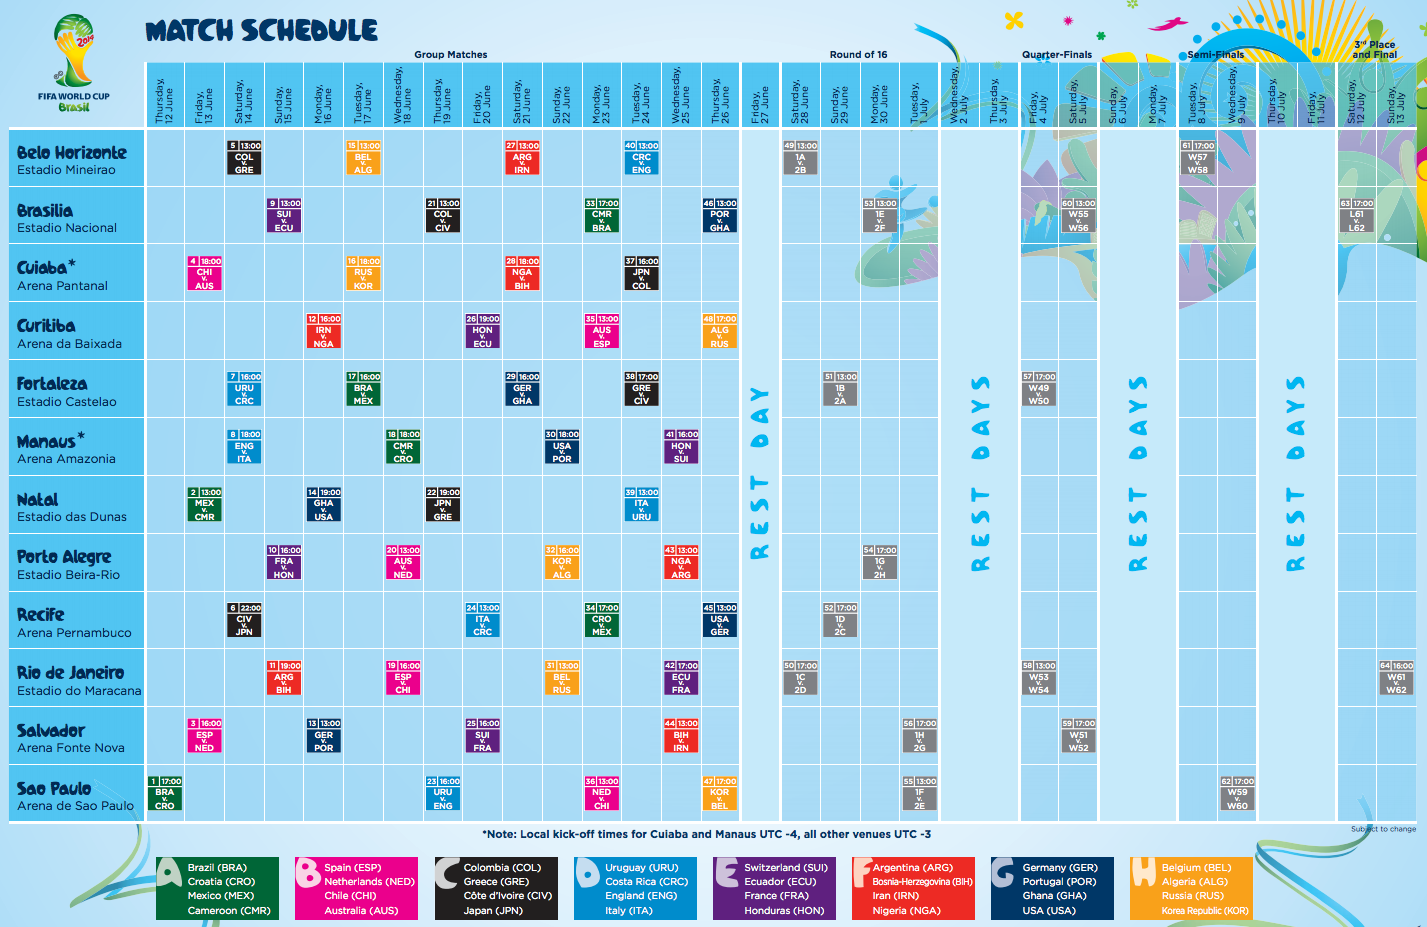 MATCH SCHEDULE
2014
FIFA WORLD CUP
Brasil
Group Matches
Round of 16
Quarter-Finals
Semi-Finals
3rd Place
and Final
Thursday,
12 June
Friday,
13 June
Saturday,
14 June
Sunday,
15 June
Monday,
16 June
Tuesday,
17 June
Wednesday,
18 June
Thursday,
19 June
Friday,
20 June
Saturday,
21 June
Sunday,
22 June
Monday,
23 June
Tuesday,
24 June
Wednesday,
25 June
Thursday,
26 June
Friday,
27 June
Saturday,
28 June
Sunday,
29 June
Monday,
30 June
Tuesday,
1 July
Wednesday,
2 July
Thursday,
3 July
Friday,
4 July
Saturday,
5 July
Sunday,
6 July
Monday,
7 July
Tuesday,
8 July
Wednesday,
9 July
Thursday,
10 July
Friday,
11 July
Saturday,
12 July
Sunday,
13 July
Belo Horizonte
Estadio Mineirao
5 13:00
COL
v.
GRE
15 13:00
BEL
v.
ALG
27 13:00
ARG
v.
IRN
40 13:00
CRC
v.
ENG
49 13:00
1A
v.
2B
61 17:00
W57
v.
W58
Brasilia
Estadio Nacional
9 13:00
SUI
v.
ECU
21 13:00
COL
v.
CIV
33 17:00
CMR
v.
BRA
46 13:00
POR
v.
GHA
53 13:00
1E
v.
2F
60 13:00
W55
v.
W56
63 17:00
L61
v.
L62
Cuiaba*
Arena Pantanal
4 18:00
CHI
v.
AUS
16 18:00
RUS
v.
KOR
28 18:00
NGA
v.
BIH
37 16:00
JPN
v.
COL
Curitiba
Arena da Baixada
12 16:00
IRN
v.
NGA
26 19:00
HON
v.
ECU
35 13:00
AUS
v.
ESP
48 17:00
ALG
v.
RUS
Fortaleza
Estadio Castelao
7 16:00
URU
v.
CRC
17 16:00
BRA
v.
MEX
29 16:00
GER
v.
GHA
38 17:00
GRE
v.
CIV
51 13:00
1B
v.
2A
57 17:00
W49
v.
W50
Manaus*
Arena Amazonia
8 18:00
ENG
v.
ITA
18 18:00
CMR
v.
CRO
30 18:00
USA
v.
POR
41 16:00
HON
v.
SUI
Natal
Estadio das Dunas
2 13:00
MEX
v.
CMR
14 19:00
GHA
v.
USA
22 19:00
JPN
v.
GRE
39 13:00
ITA
v.
URU
Porto Alegre
Estadio Beira-Rio
10 16:00
FRA
v.
HON
20 13:00
AUS
v.
NED
32 16:00
KOR
v.
ALG
43 13:00
NGA
v.
ARG
54 17:00
1G
v.
2H
Recife
Arena Pernambuco
6 22:00
CIV
v.
JPN
24 13:00
ITA
v.
CRC
34 17:00
CRO
v.
MEX
45 13:00
USA
v.
GER
52 17:00
1D
v.
2C
Rio de Janeiro
Estadio do Maracana
11 19:00
ARG
v.
BIH
19 16:00
ESP
v.
CHI
31 13:00
BEL
v.
RUS
42 17:00
ECU
v.
FRA
50 17:00
1C
v.
2D
58 13:00
W53
v.
W54
64 16:00
W61
v.
W62
Salvador
Arena Fonte Nova
3 16:00
ESP
v.
NED
13 13:00
GER
v.
POR
25 16:00
SUI
v.
FRA
44 13:00
BIH
v.
IRN
56 17:00
1H
v.
2G
59 17:00
W51
v.
W52
Sao Paulo
Arena de Sao Paulo
1 17:00
BRA
v.
CRO
23 16:00
URU
v.
ENG
36 13:00
NED
v.
CHI
47 17:00
KOR
v.
BEL
55 13:00
1F
v.
2E
62 17:00
W59
v.
W60
REST DAY
REST DAYS
REST DAYS
REST DAYS
*Note: Local kick-off times for Cuiaba and Manaus UTC -4, all other venues UTC -3
Subject to change
A
Brazil (BRA)
Croatia (CRO)
Mexico (MEX)
Cameroon (CMR)
B
Spain (ESP)
Netherlands (NED)
Chile (CHI)
Australia (AUS)
C
Colombia (COL)
Greece (GRE)
Côte d'Ivoire (CIV)
Japan (JPN)
D
Uruguay (URU)
Costa Rica (CRC)
England (ENG)
Italy (ITA)
E
Switzerland (SUI)
Ecuador (ECU)
France (FRA)
Honduras (HON)
F
Argentina (ARG)
Bosnia-Herzegovina (BIH)
Iran (IRN)
Nigeria (NGA)
G
Germany (GER)
Portugal (POR)
Ghana (GHA)
USA (USA)
H
Belgium (BEL)
Algeria (ALG)
Russia (RUS)
Korea Republic (KOR)